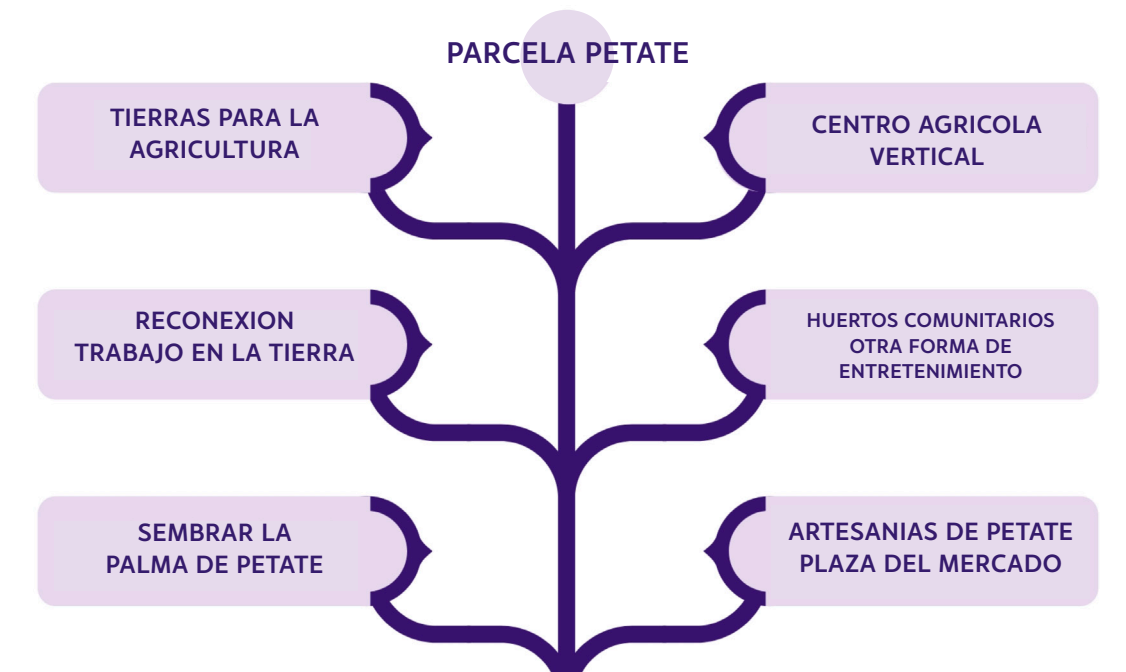 PARCELA PETATE
TIERRAS PARA LA
AGRICULTURA
CENTRO AGRICOLA
VERTICAL
RECONEXION
TRABAJO EN LA TIERRA
HUERTOS COMUNITARIOS
OTRA FORMA DE
ENTRETENIMIENTO
SEMBRAR LA
PALMA DE PETATE
ARTESANIAS DE PETATE
PLAZA DEL MERCADO